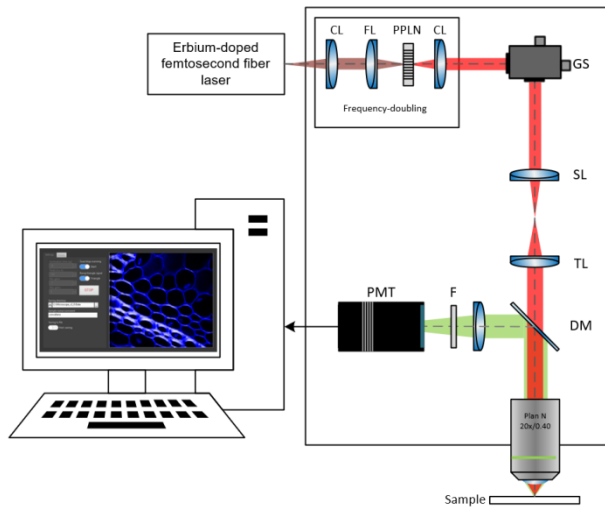 CL FL PPLN CL
Erbium-doped
femtosecond fiber
laser
GS
Frequency-doubling
SL
TL
PMT F
DM
Plan N
20x/0.40
Sample